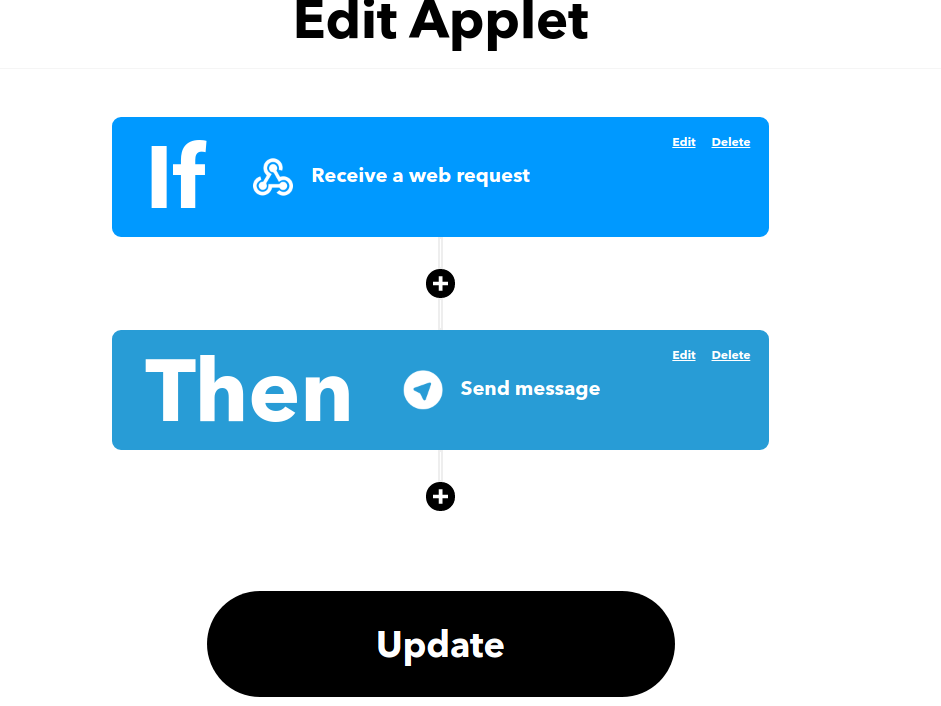 Edit Applet
If
Receive a web request
Edit Delete
Then
Send message
Edit Delete
Update